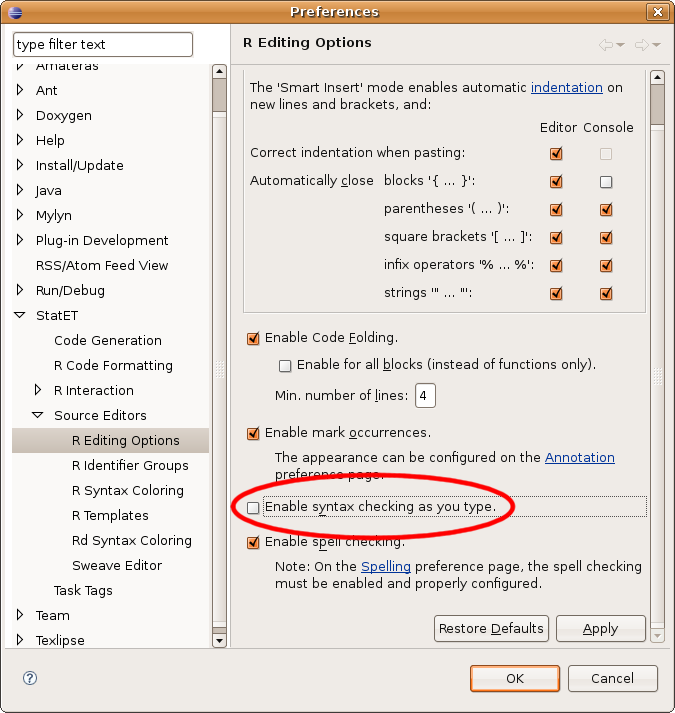 Preferences
type filter text
Amateras
Ant
Doxygen
Help
Install/Update
Java
Mylyn
Plug-in Development
RSS/Atom Feed View
Run/Debug
StatET
Code Generation
R Code Formatting
R Interaction
Source Editors
R Editing Options
R Identifier Groups
R Syntax Coloring
R Templates
Rd Syntax Coloring
Sweave Editor
Task Tags
Team
Texlipse
R Editing Options
The 'Smart Insert' mode enables automatic indentation on
new lines and brackets, and:
Editor Console
Correct indentation when pasting:
Automatically close blocks '{ ... }':
parentheses '( ... )':
square brackets '[ ... ]':
infix operators '% ... %':
strings '" ... "':
Enable Code Folding.
Enable for all blocks (instead of functions only).
Min. number of lines: 4
Enable mark occurrences.
The appearance can be configured on the Annotation
preference page.
Enable syntax checking as you type.
Enable spell checking.
Note: On the Spelling preference page, the spell checking
must be enabled and properly configured.
Restore Defaults Apply
? OK Cancel